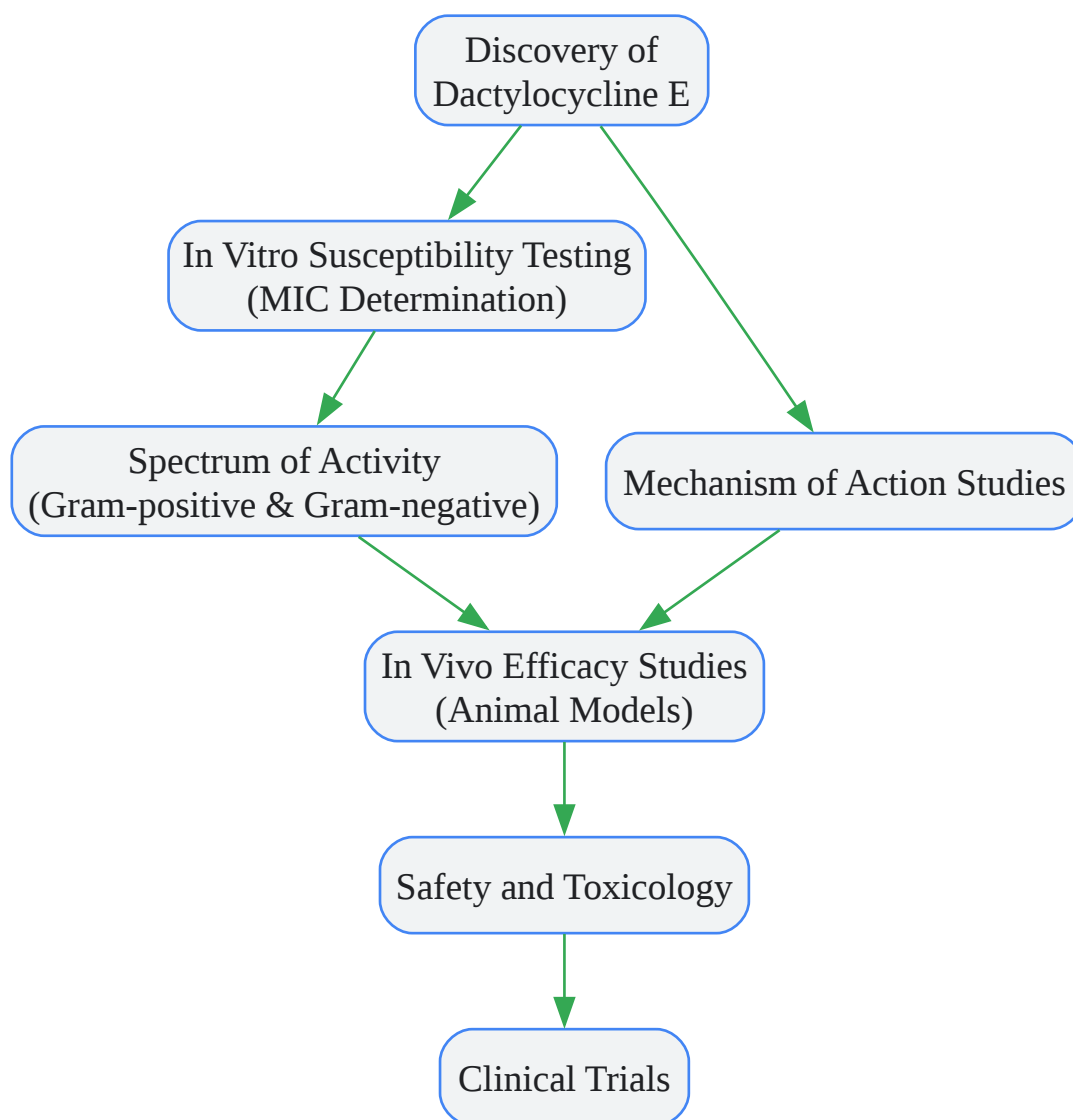 Discovery of
Dactylocycline E
In Vitro Susceptibility Testing
(MIC Determination)
Spectrum of Activity
(Gram-positive & Gram-negative)
Mechanism of Action Studies
In Vivo Efficacy Studies
(Animal Models)
Safety and Toxicology
Clinical Trials